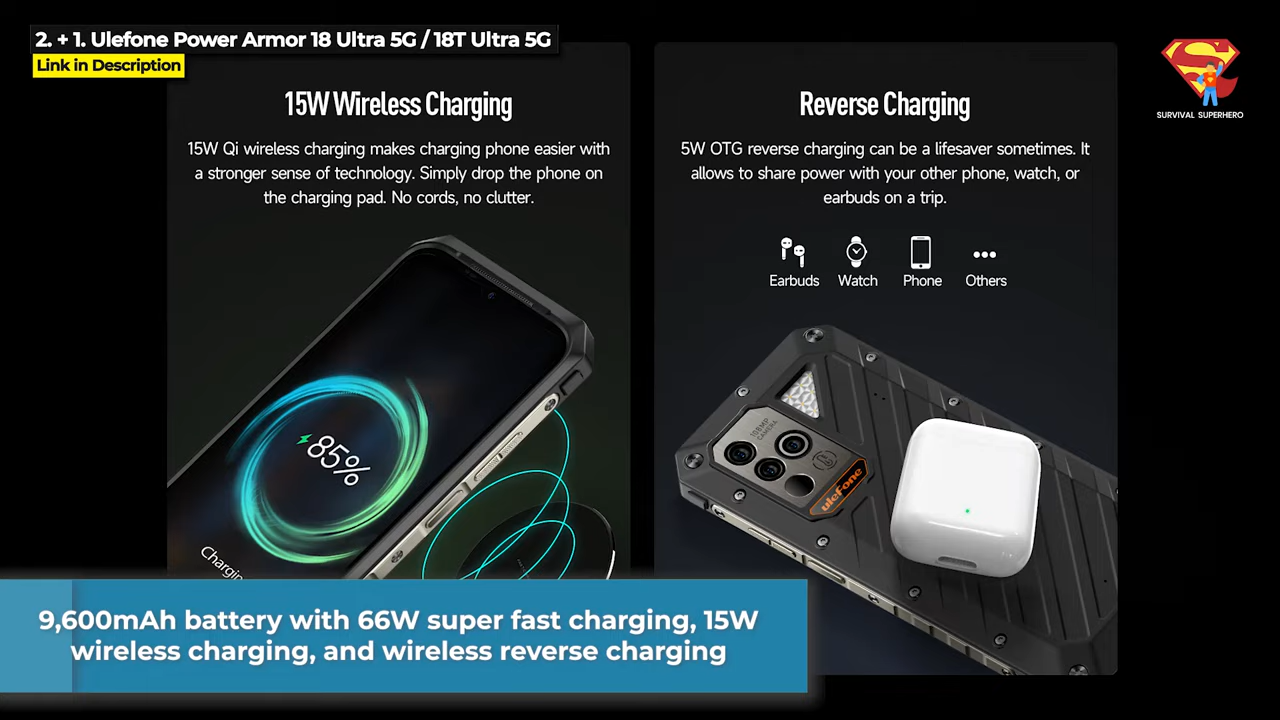 2. + 1. Ulefone Power Armor 18 Ultra 5G / 18T Ultra 5G
Link in Description
SURVIVAL SUPERHERO
15W Wireless Charging
15W Qi wireless charging makes charging phone easier with
a stronger sense of technology. Simply drop the phone on
the charging pad. No cords, no clutter.
85%
Chargin
Reverse Charging
5W OTG reverse charging can be a lifesaver sometimes. It
allows to share power with your other phone, watch, or
earbuds on a trip.
Earbuds Watch Phone Others
108MP
CAMERA
ulefone
9,600mAh battery with 66W super fast charging, 15W
wireless charging, and wireless reverse charging